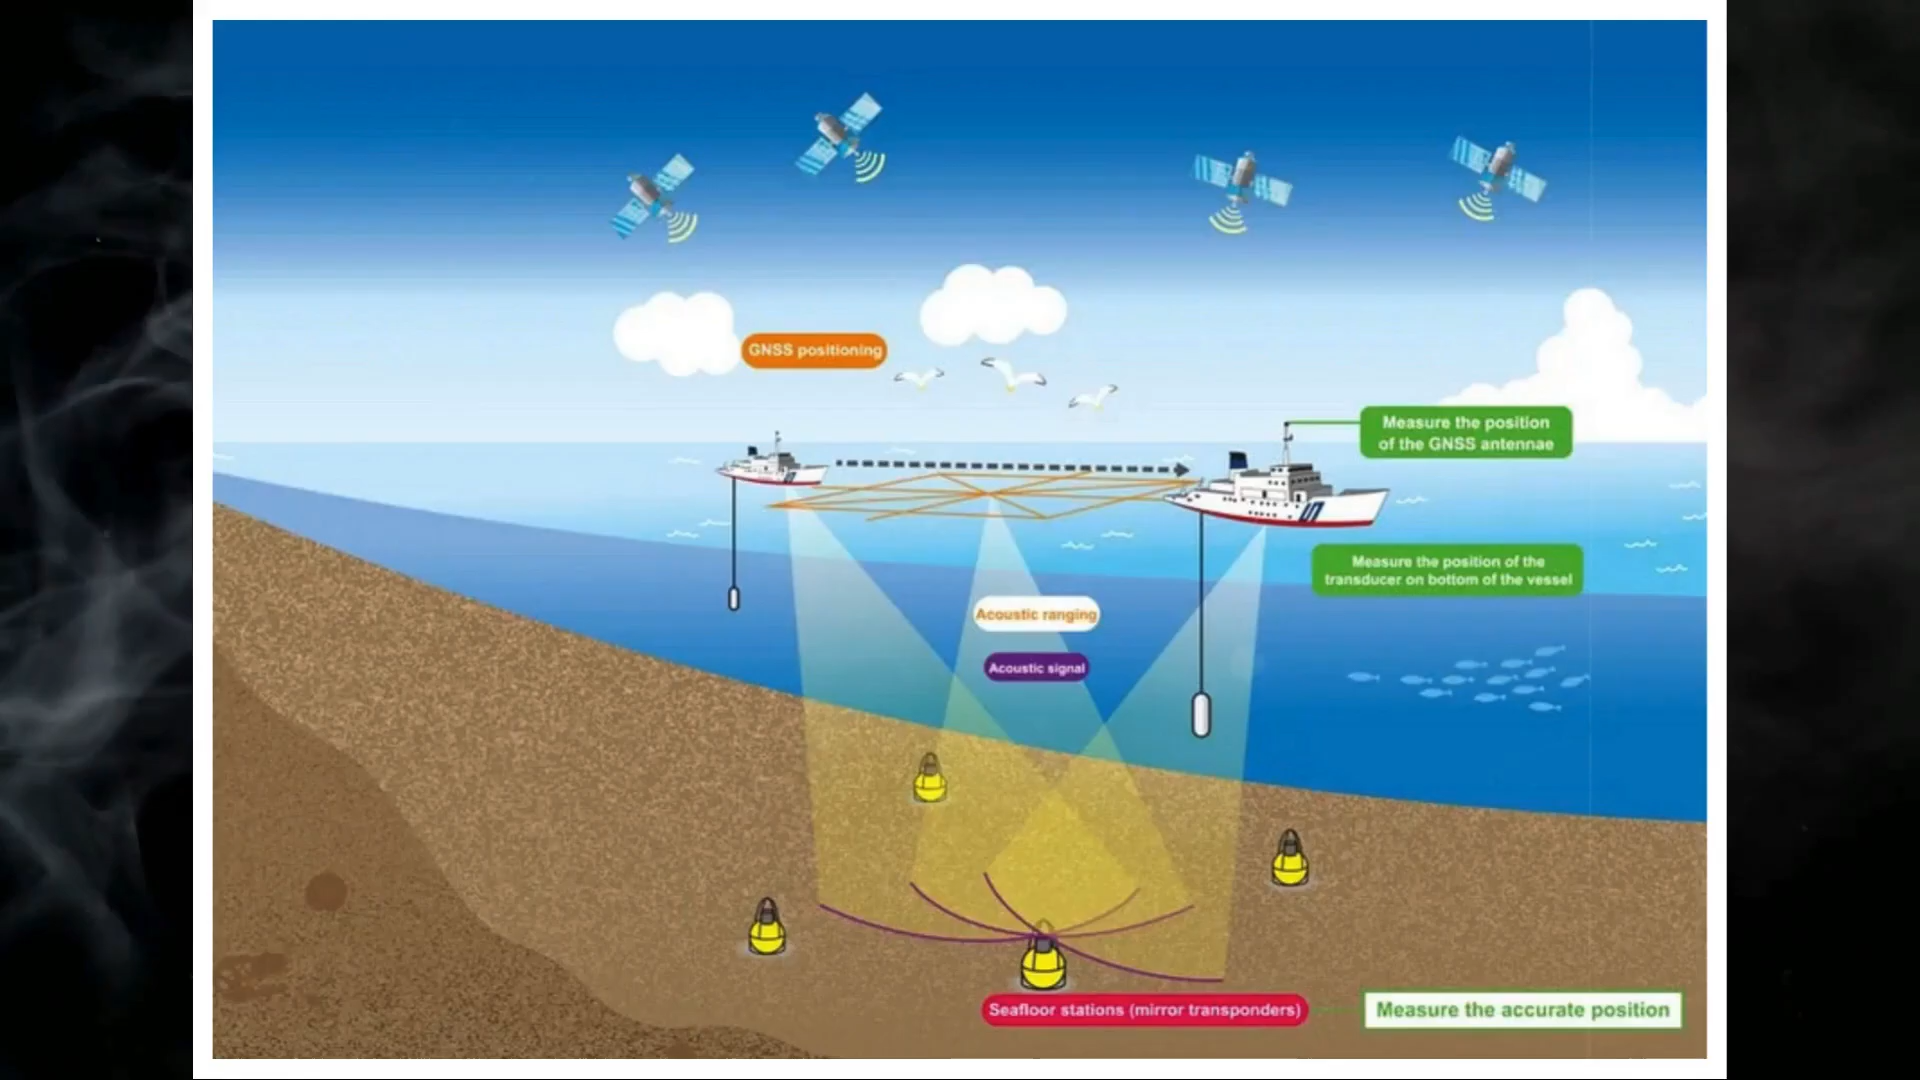 GNSS positioning
Measure the position
of the GNSS antennae
Measure the position of the
transducer on bottom of the vessel
Acoustic ranging
Acoustic signal
Seafloor stations (mirror transponders)
Measure the accurate position